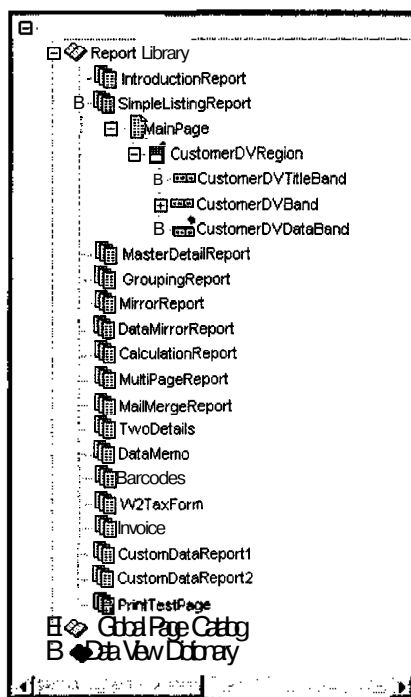 Report Library
IntroductionReport
B SimpleListingReport
MainPage
CustomerDVRegion
B CustomerDVTitleBand
CustomerDVBand
B CustomerDVDataBand
MasterDetailReport
GroupingReport
MirrorReport
DataMirrorReport
CalculationReport
MultiPageReport
MailMergeReport
TwoDetails
DataMemo
Barcodes
W2TaxForm
Invoice
CustomDataReport1
CustomDataReport2
PrintTestPage
Global Page Catalog
B Data View Dictionary